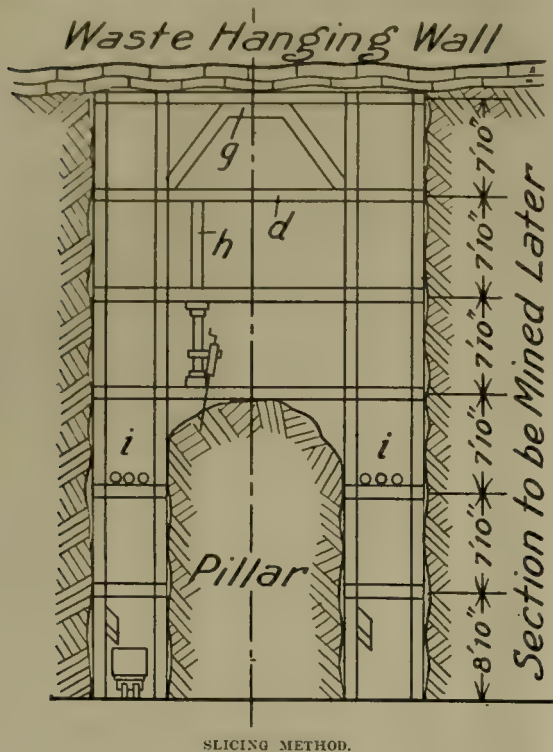 Waste Hanging Wall
g
7'10"
d
7'10"
h
7'10"
7'10"
i
i
7'10"
Pillar
8'10"
Section to be Mined Later
SLICING METHOD.